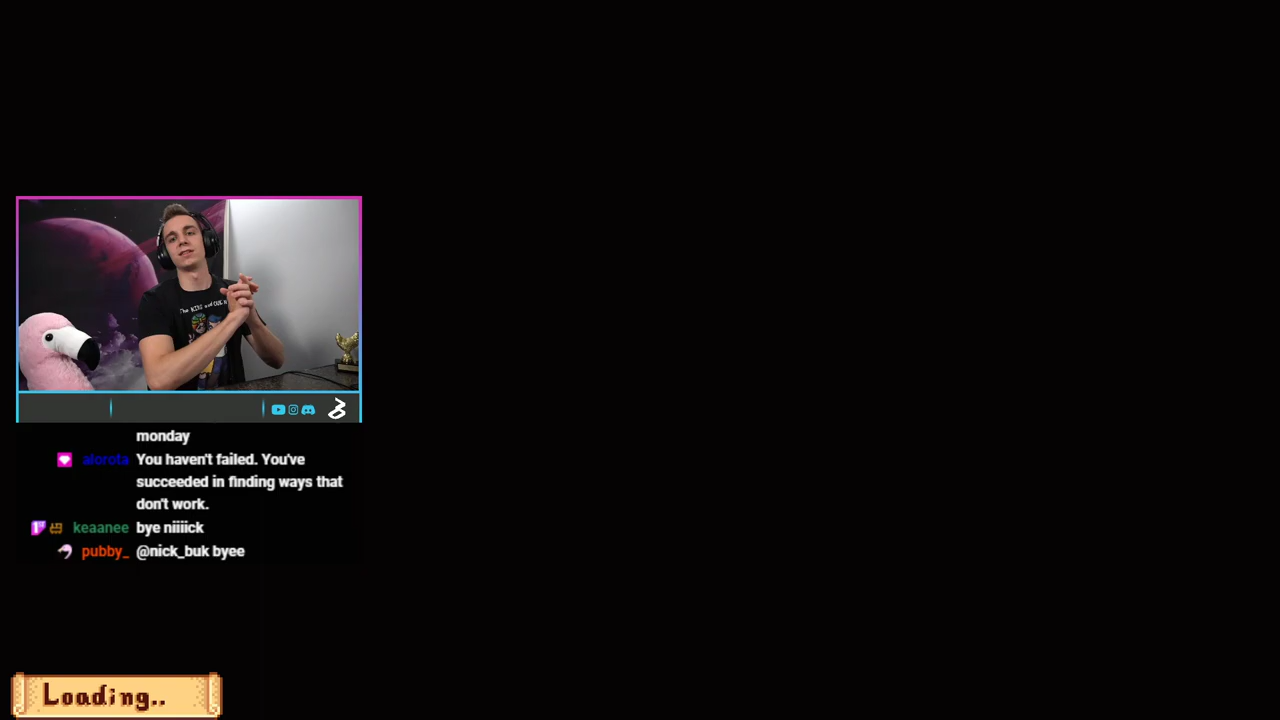 monday
alorota You haven't failed. You've
succeeded in finding ways that
don't work.
keaanee bye niiiick
pubby_ @nick_buk byee
Loading..